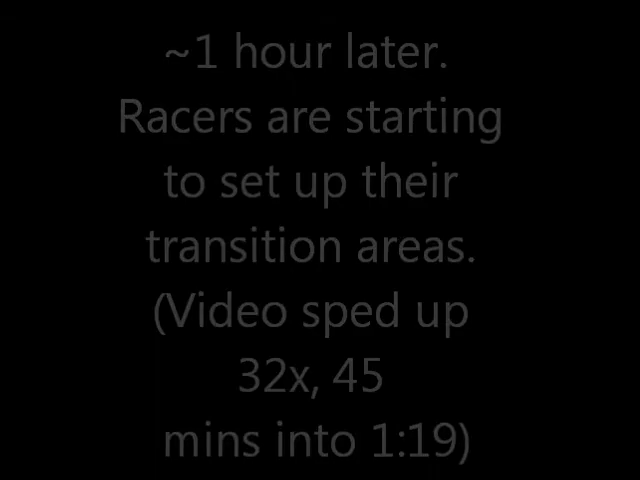 ~1 hour later.
Racers are starting
to set up their
transition areas.
(Video sped up
32x, 45
mins into 1:19)